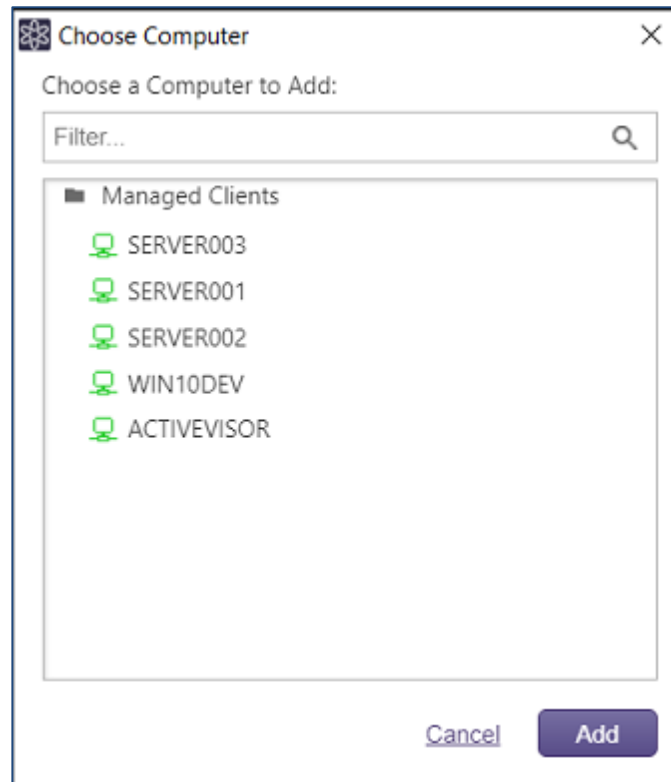 Choose Computer
Choose a Computer to Add:
Filter...
Managed Clients
SERVER003
SERVER001
SERVER002
WIN10DEV
ACTIVEVISOR
Cancel Add